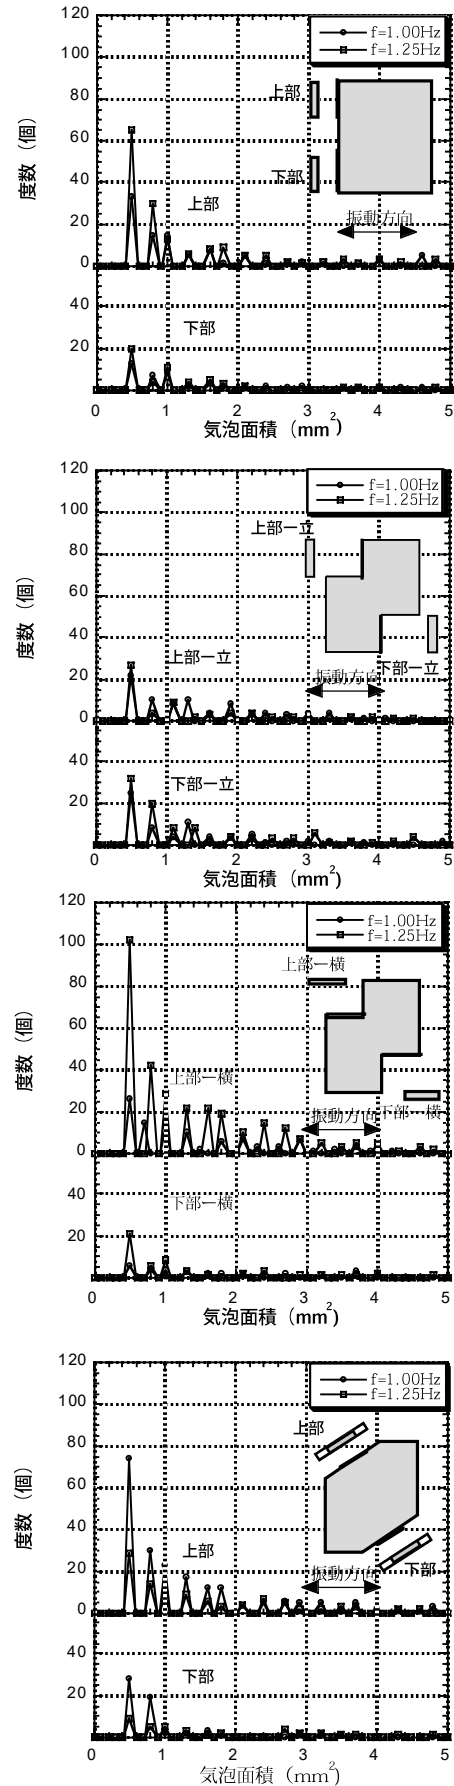 120
f=1.00Hz
f=1.25Hz
100
上部
80
60
下部
度数（個）
40
上部
振動方向
20
0
40
下部
20
0 1 2 3 4 5
気泡面積（mm2）
120
f=1.00Hz
f=1.25Hz
100
上部ー立
80
60
度数（個）
40
上部ー立
下部ー立
振動方向
20
0
40
下部ー立
20
0 1 2 3 4 5
気泡面積（mm2）
120
f=1.00Hz
f=1.25Hz
100
上部ー横
80
60
度数（個）
40
上部ー横
20
振動方向
下部ー横
0
40
下部ー横
20
0 1 2 3 4 5
気泡面積（mm2）
120
f=1.00Hz
f=1.25Hz
100
上部
80
60
度数（個）
40
上部
下部
振動方向
20
0
40
下部
20
0 1 2 3 4 5
気泡面積（mm2）